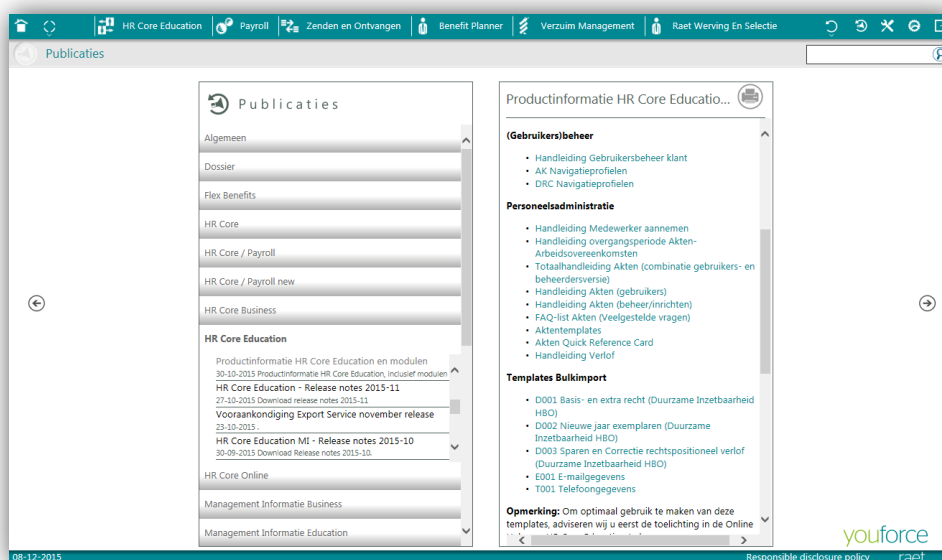 HR Core Education
Payroll
Zenden en Ontvangen
Benefit Planner
Verzuim Management
Raet Werving En Selectie
Publicaties
Publicaties
Algemeen
Dossier
Flex Benefits
HR Core
HR Core / Payroll
HR Core / Payroll new
HR Core Business
HR Core Education
Productinformatie HR Core Education en modulen
30-10-2015 Productinformatie HR Core Education, inclusief modulen
HR Core Education - Release notes 2015-11
27-10-2015 Download release notes 2015-11
Vooraankondiging Export Service november release
23-10-2015 .
HR Core Education MI - Release notes 2015-10
30-09-2015 Download Release notes 2015-10.
HR Core Online
Management Informatie Business
Management Informatie Education
Productinformatie HR Core Educatio...
(Gebruikers)beheer
• Handleiding Gebruikersbeheer klant
• AK Navigatieprofielen
• DRC Navigatieprofielen
Personeelsadministratie
• Handleiding Medewerker aannemen
• Handleiding overgangsperiode Akten-
Arbeidsovereenkomsten
• Totaalhandleiding Akten (combinatie gebruikers- en
beheerdersversie)
• Handleiding Akten (gebruikers)
• Handleiding Akten (beheer/inrichten)
• FAQ-list Akten (Veelgestelde vragen)
• Aktentemplates
• Akten Quick Reference Card
• Handleiding Verlof
Templates Bulkimport
• D001 Basis- en extra recht (Duurzame Inzetbaarheid
HBO)
• D002 Nieuwe jaar exemplaren (Duurzame
Inzetbaarheid HBO)
• D003 Sparen en Correctie rechtspositioneel verlof
(Duurzame Inzetbaarheid HBO)
• E001 E-mailgegevens
• T001 Telefoongegevens
Opmerking: Om optimaal gebruik te maken van deze
templates, adviseren wij u eerst de toelichting in de Online
youforce
08-12-2015
Responsible disclosure policy
raet